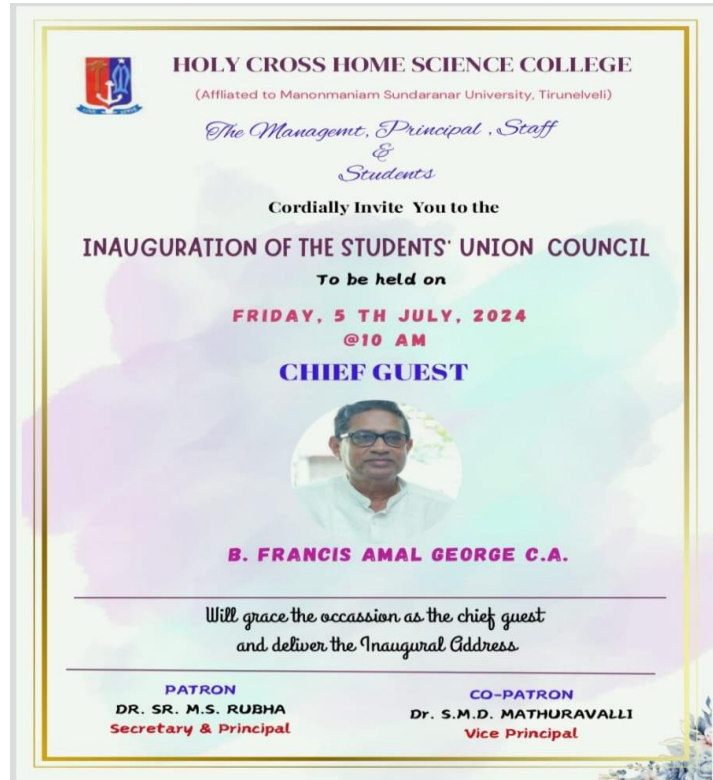 HOLY CROSS HOME SCIENCE COLLEGE
(Affliated to Manonmaniam Sundaranar University, Tirunelveli)
The Managemt, Principal , Staff
&
Students
Cordially Invite You to the
INAUGURATION OF THE STUDENTS' UNION COUNCIL
To be held on
FRIDAY, 5 TH JULY, 2024
@10 AM
CHIEF GUEST
B. FRANCIS AMAL GEORGE C.A.
Will grace the occassion as the chief guest
and deliver the Inaugural Address
PATRON
DR. SR. M.S. RUBHA
Secretary & Principal
CO-PATRON
Dr. S.M.D. MATHURAVALLI
Vice Principal